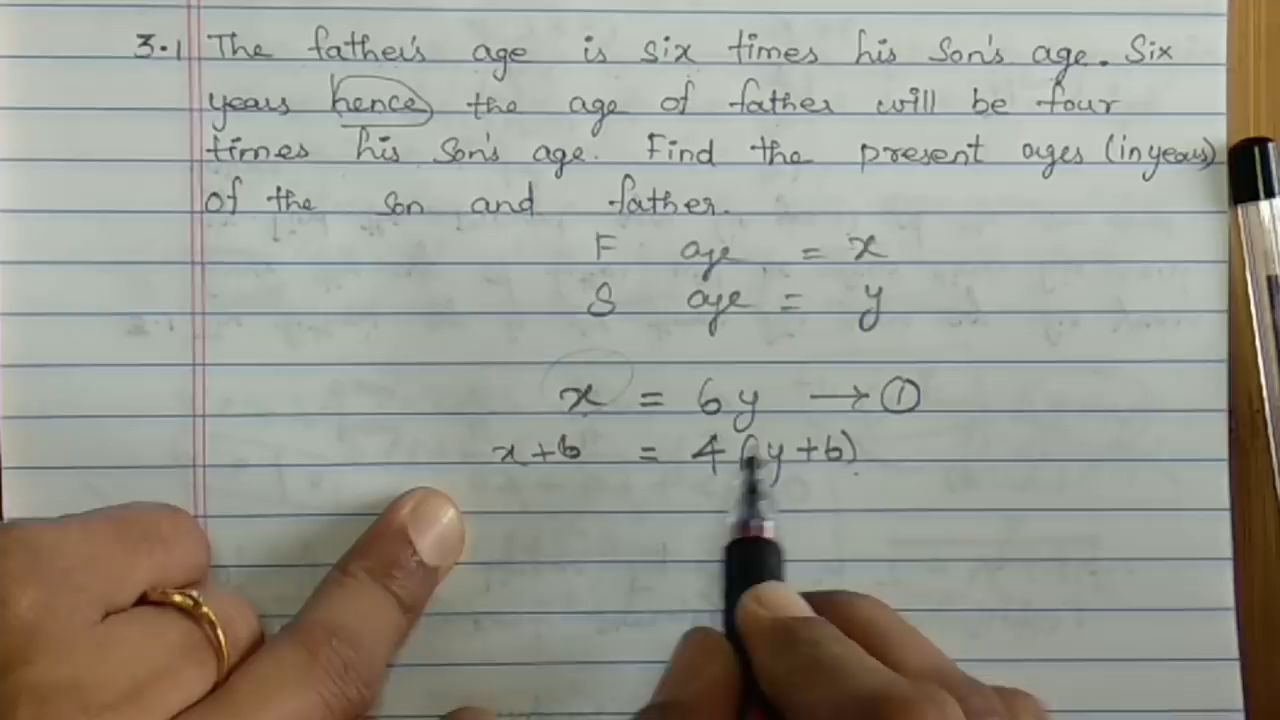 3.1 The father's age is six times his Son's age. Six
years hence the age of father will be four
times his Son's age. Find the present ages (in years)
of the son and father.
F age = x
S age = y
x = 6y → ①
x+6 = 4(y+6)